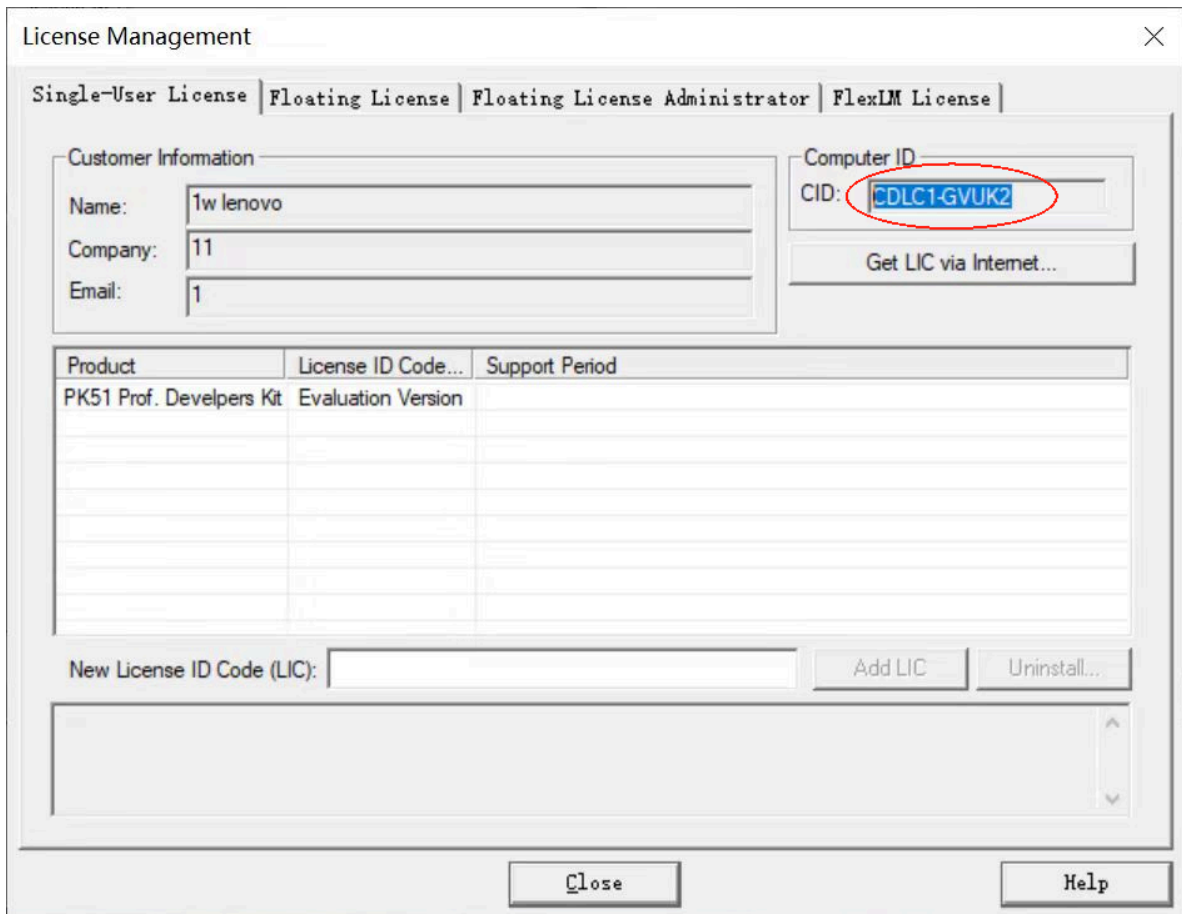 License Management
Single-User License
Floating License
Floating License Administrator
FlexLM License
Customer Information
Name:
1w lenovo
Company:
11
Email:
1
Computer ID
CID:
CDLC1-GVUK2
Get LIC via Internet...
Product
License ID Code...
Support Period
PK51 Prof. Develpers Kit
Evaluation Version
New License ID Code (LIC):
Add LIC
Uninstall...
Close
Help